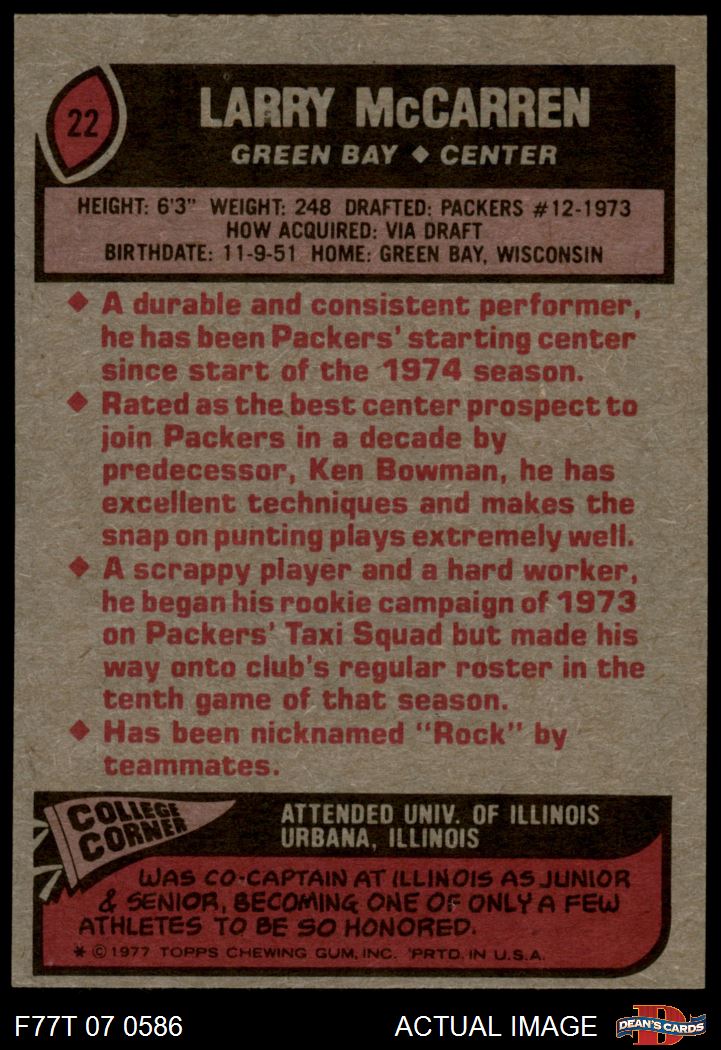 22
LARRY McCARREN
GREEN BAY ◆ CENTER
HEIGHT: 6'3" WEIGHT: 248 DRAFTED: PACKERS #12-1973
HOW ACQUIRED: VIA DRAFT
BIRTHDATE: 11-9-51 HOME: GREEN BAY, WISCONSIN
◆ A durable and consistent performer,
he has been Packers' starting center
since start of the 1974 season.
◆ Rated as the best center prospect to
join Packers in a decade by
predecessor, Ken Bowman, he has
excellent techniques and makes the
snap on punting plays extremely well.
◆ A scrappy player and a hard worker,
he began his rookie campaign of 1973
on Packers' Taxi Squad but made his
way onto club's regular roster in the
tenth game of that season.
◆ Has been nicknamed "Rock" by
teammates.
COLLEGE
CORNER
ATTENDED UNIV. OF ILLINOIS
URBANA, ILLINOIS
WAS CO-CAPTAIN AT ILLINOIS AS JUNIOR
& SENIOR, BECOMING ONE OF ONLY A FEW
ATHLETES TO BE SO HONORED.
* © 1977 TOPPS CHEWING GUM, INC. PRTD. IN U.S.A.
F77T 07 0586
ACTUAL IMAGE
D
DEAN'S CARDS